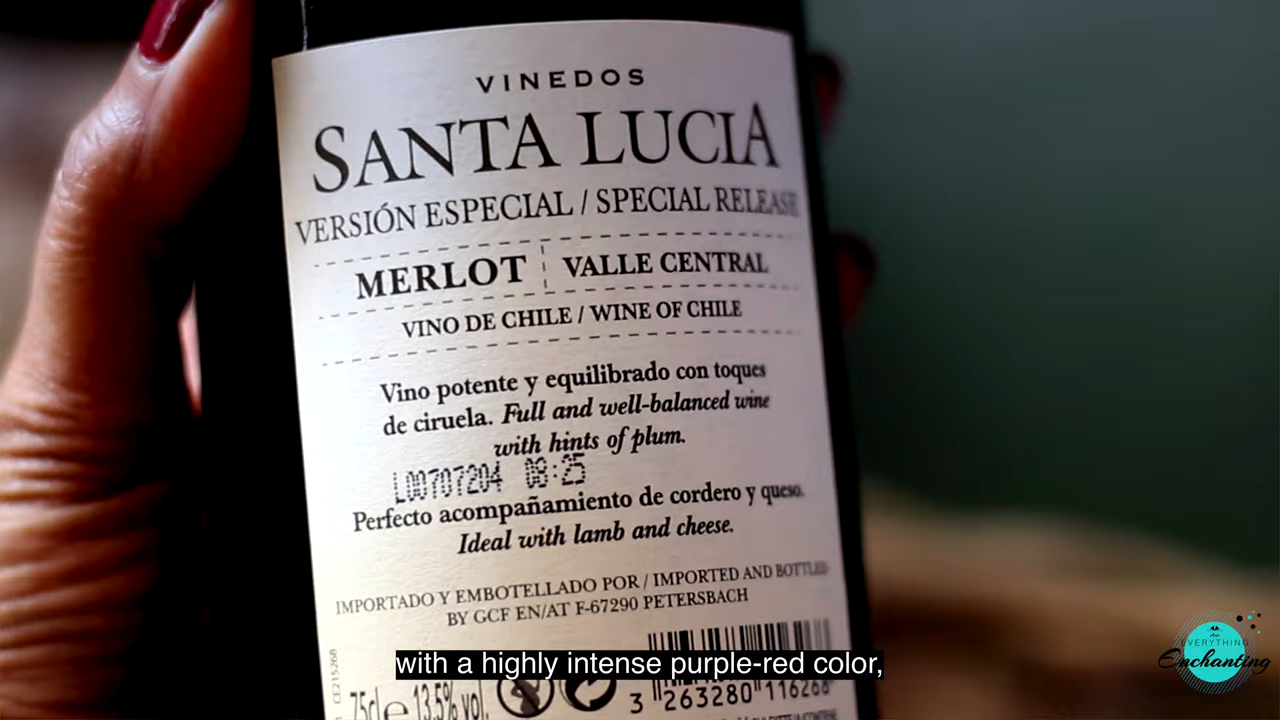 VINEDOS
SANTA LUCIA
VERSIÓN ESPECIAL / SPECIAL RELEASE
MERLOT VALLE CENTRAL
VINO DE CHILE / WINE OF CHILE
Vino potente y equilibrado con toques
de ciruela. Full and well-balanced wine
with hints of plum.
L00707204 08:25
Perfecto acompañamiento de cordero y queso.
Ideal with lamb and cheese.
IMPORTADO Y EMBOTELLADO POR / IMPORTED AND BOTTLED
BY GCF EN/AT F-67290 PETERSBACH
with a highly intense purple-red color,
75cl e 13,5% vol.
3 263280 116268
EVERYTHING
Enchanting